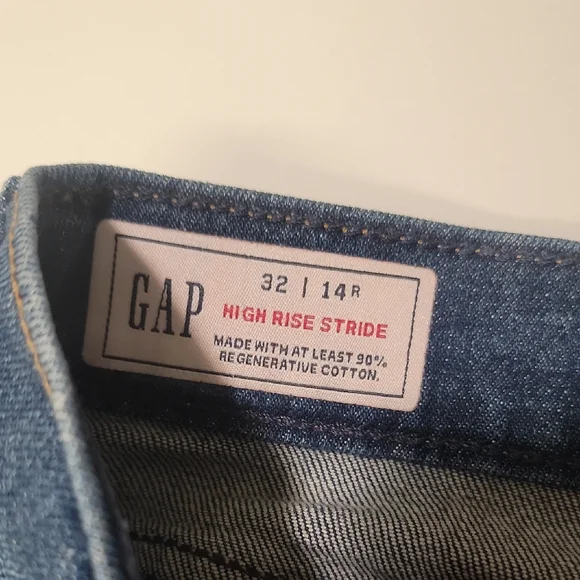 GAP
32 | 14R
HIGH RISE STRIDE
MADE WITH AT LEAST 90%
REGENERATIVE COTTON.